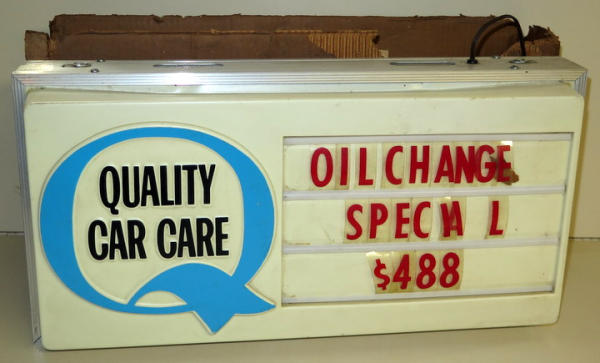 QUALITY
CAR CARE
OIL CHANGE
SPECIAL
$488